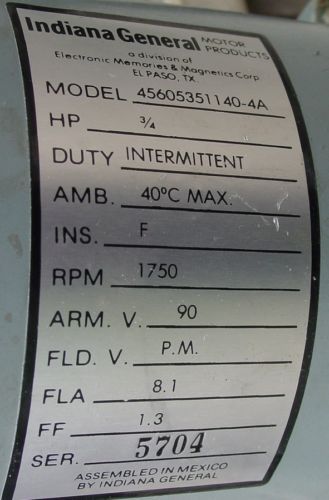 Indiana General MOTOR PRODUCTS
a division of
Electronic Memories & Magnetics Corp.
EL PASO, TX.
MODEL 45605351140-4A
HP ¾
DUTY INTERMITTENT
AMB. 40°C MAX.
INS. F
RPM 1750
ARM. V. 90
FLD. V. P.M.
FLA 8.1
FF 1.3
SER. 5704
ASSEMBLED IN MEXICO
BY INDIANA GENERAL